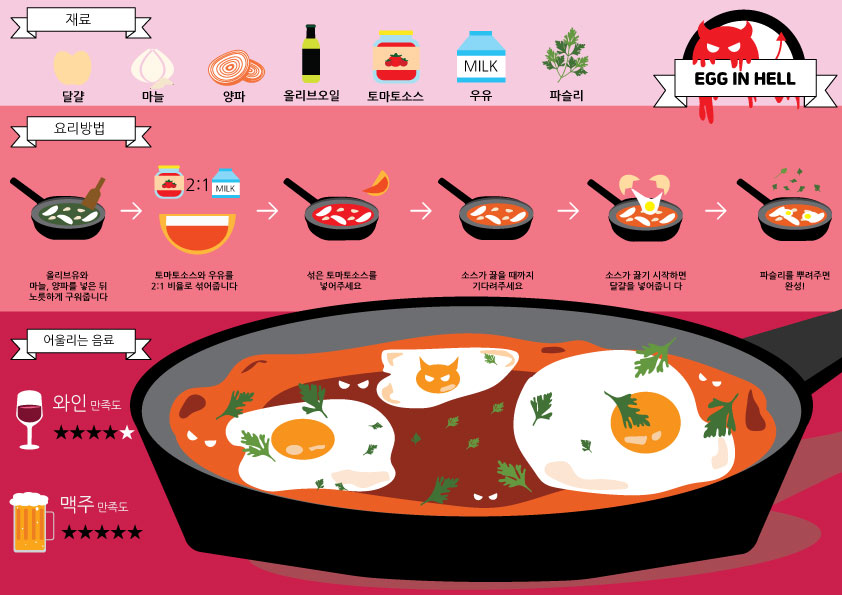 재료
EGG IN HELL
MILK
달걀
마늘
양파
올리브오일
토마토소스
우유
파슬리
요리방법
2:1
MILK
올리브유와
마늘, 양파를 넣은 뒤
노릇하게 구워줍니다
토마토소스와 우유를
2:1 비율로 섞어줍니다
섞은 토마토소스를
넣어주세요
소스가 끓을 때까지
기다려주세요
소스가 끓기 시작하면
달걀을 넣어줍니 다
파슬리를 뿌려주면
완성!
어울리는 음료
와인 만족도
★★★★★
맥주 만족도
★★★★★